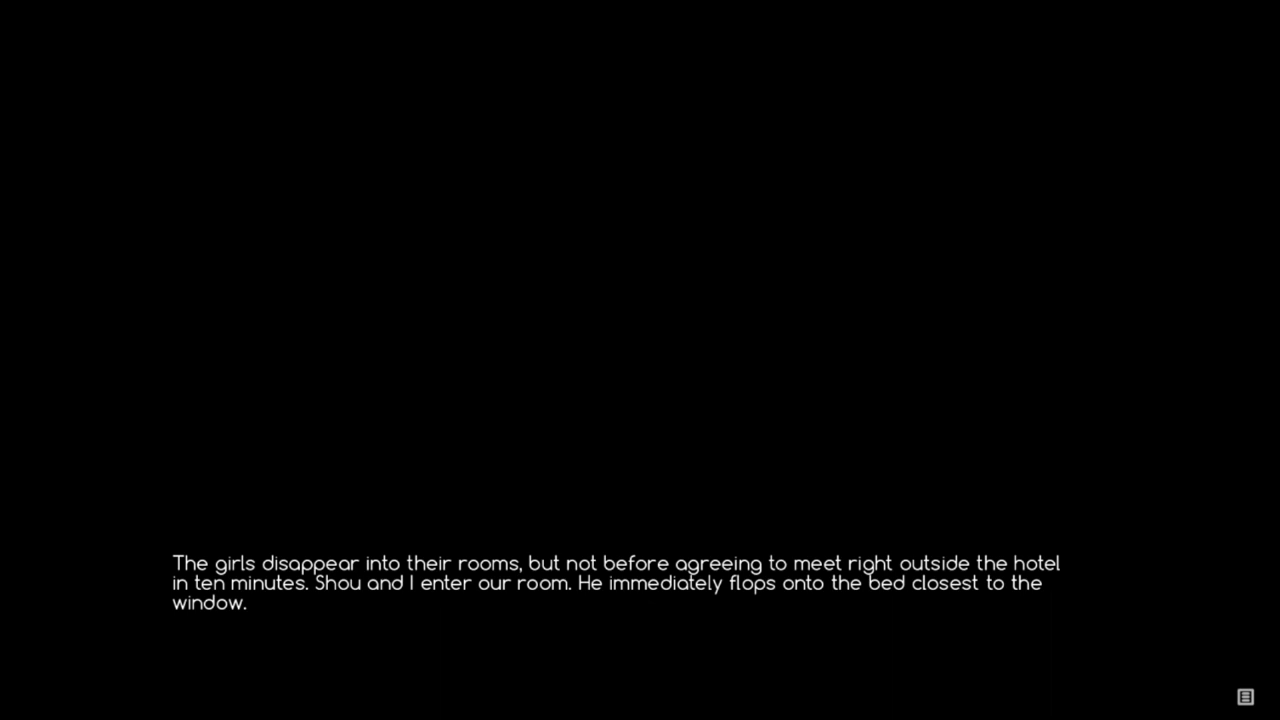 The girls disappear into their rooms, but not before agreeing to meet right outside the hotel
in ten minutes. Shou and I enter our room. He immediately flops onto the bed closest to the
window.